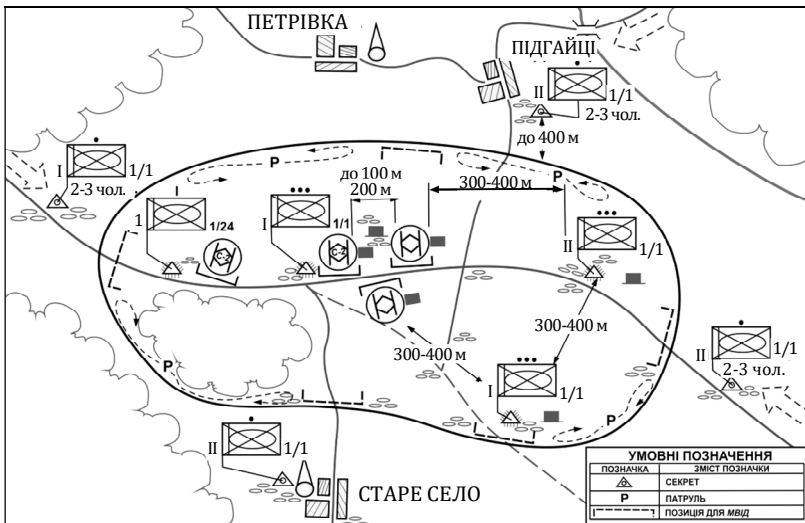 ПЕТРІВКА
ПІДГАЙЦІ
II
1/1
2-3 чол.
до 400 м
I
1/1
2-3 чол.
Р
Р
до 100 м
200 м
300-400 м
1
1/24
I
1/1
II
1/1
С-2
С-2
300-400 м
300-400 м
II
1/1
2-3 чол.
I
1/1
Р
Р
II
1/1
СТАРЕ СЕЛО
УМОВНІ ПОЗНАЧЕННЯ
ПОЗНАЧКА ЗМІСТ ПОЗНАЧКИ
СЕКРЕТ
Р ПАТРУЛЬ
ПОЗИЦІЯ ДЛЯ МВІД